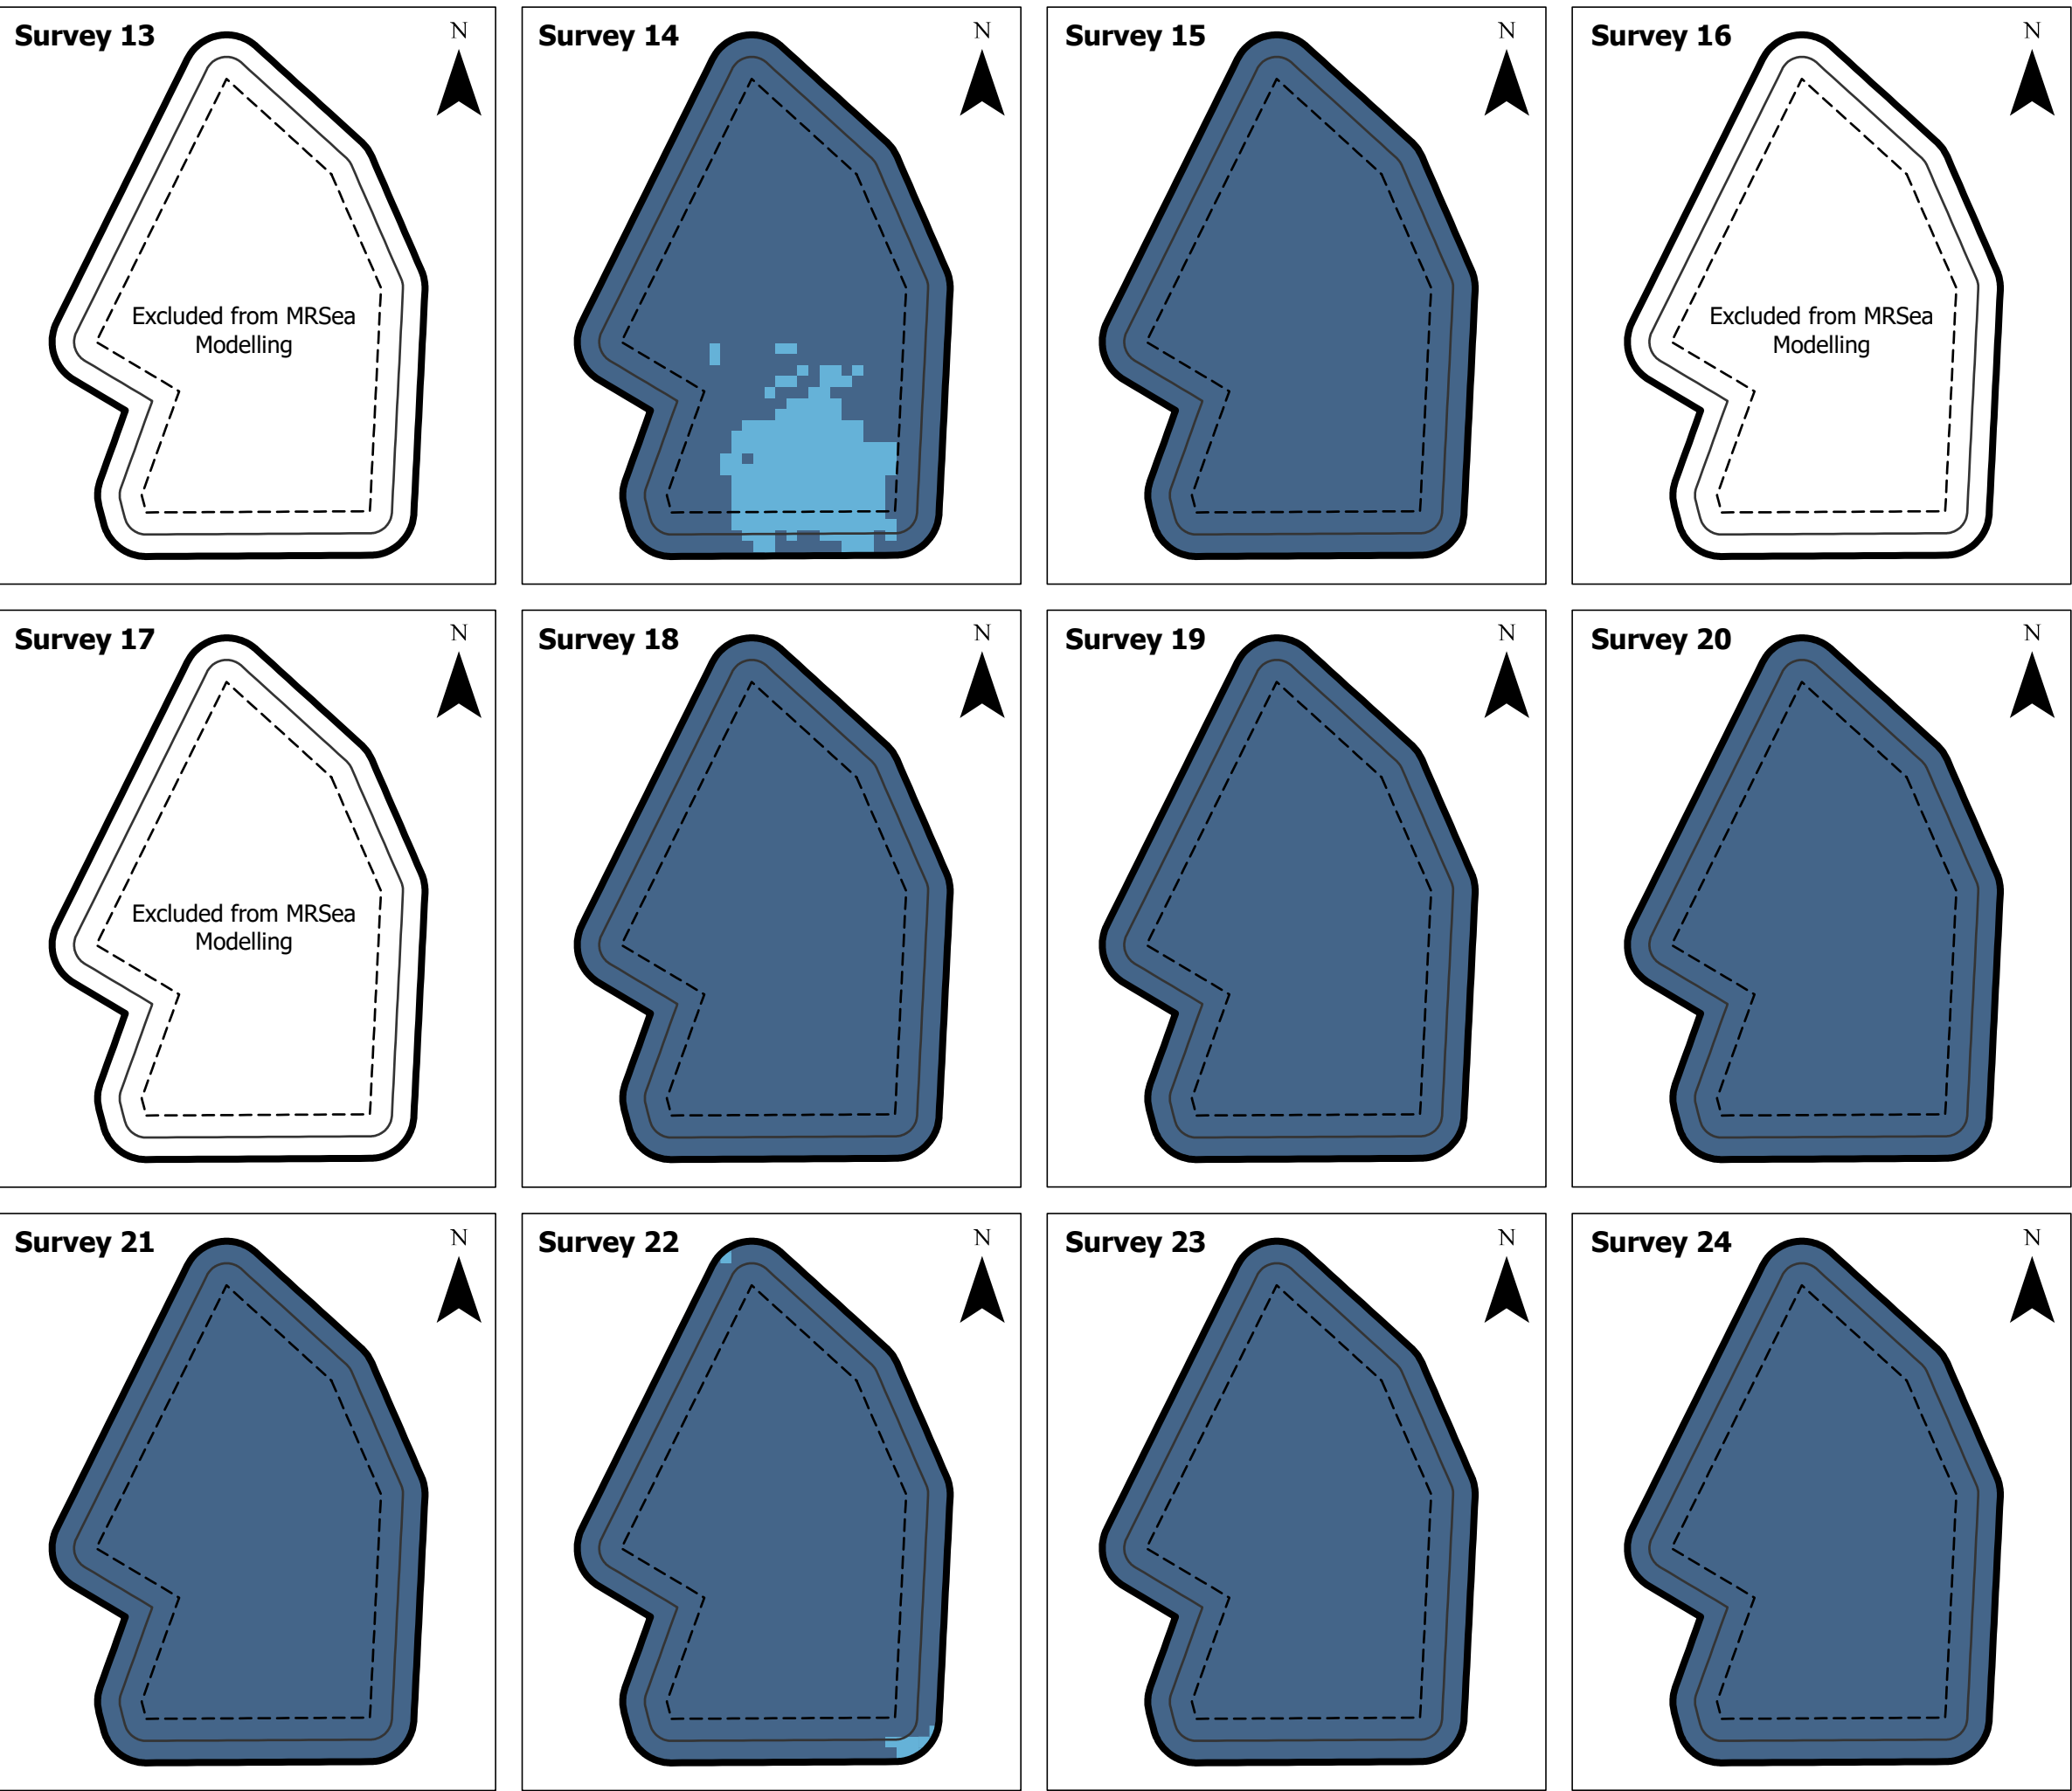 Survey 13
N
Excluded from MRSea
Modelling
Survey 14
N
Survey 15
N
Survey 16
N
Excluded from MRSea
Modelling
Survey 17
N
Excluded from MRSea
Modelling
Survey 18
N
Survey 19
N
Survey 20
N
Survey 21
N
Survey 22
N
Survey 23
N
Survey 24
N